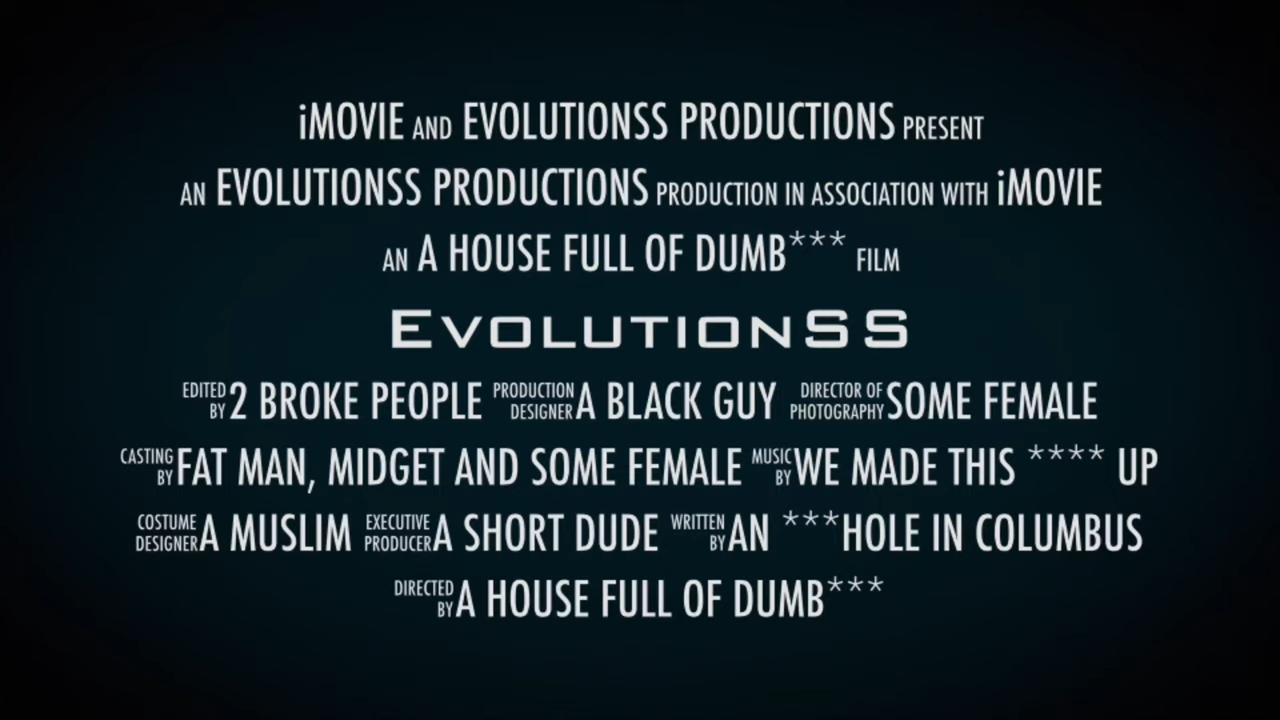 iMOVIE AND EVOLUTIONSS PRODUCTIONS PRESENT
AN EVOLUTIONSS PRODUCTIONS PRODUCTION IN ASSOCIATION WITH iMOVIE
AN A HOUSE FULL OF DUMB*** FILM
EVOLUTIONSS
EDITED BY 2 BROKE PEOPLE PRODUCTION DESIGNER A BLACK GUY DIRECTOR OF PHOTOGRAPHY SOME FEMALE
CASTING BY FAT MAN, MIDGET AND SOME FEMALE MUSIC BY WE MADE THIS **** UP
COSTUME DESIGNER A MUSLIM EXECUTIVE PRODUCER A SHORT DUDE WRITTEN BY AN ***HOLE IN COLUMBUS
DIRECTED BY A HOUSE FULL OF DUMB***